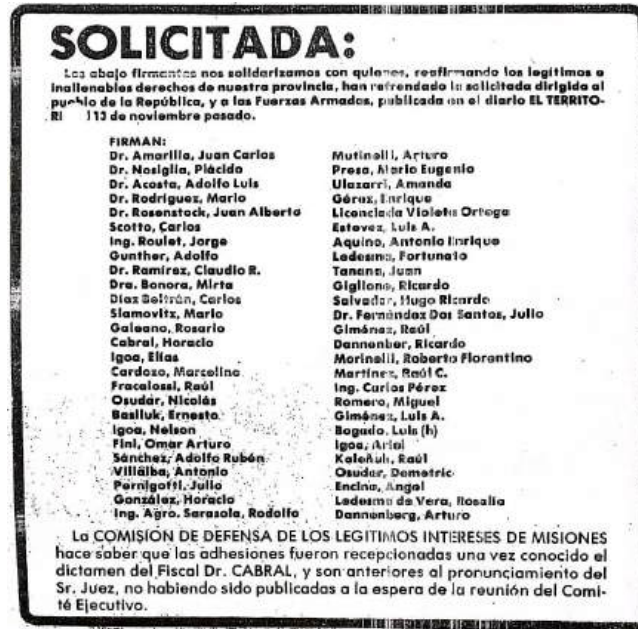 SOLICITADA:
Los abajo firmantes nos solidarizamos con quienes, reafirmando los legítimos e
inalienables derechos de nuestra provincia, han refrendado la solicitada dirigida al
pueblo de la República, y a las Fuerzas Armadas, publicada en el diario EL TERRITO-
RI 13 de noviembre pasado.
FIRMAN:
Dr. Amarilla, Juan Carlos
Dr. Nosiglia, Plácido
Dr. Acosta, Adolfo Luis
Dr. Rodríguez, Mario
Dr. Rosenstock, Juan Alberto
Scotto, Carlos
Ing. Roulet, Jorge
Gunther, Adolfo
Dr. Ramírez, Claudio R.
Dra. Bonora, Mirta
Díaz Beltrán, Carlos
Slamovitz, Mario
Galeano, Rosario
Cabral, Horacio
Igoa, Elías
Cardozo, Marcelino
Fracalossi, Raúl
Osudar, Nicolás
Basiluk, Ernesto
Igoa, Nelson
Fini, Omar Arturo
Sánchez, Adolfo Rubén
Villalba, Antonio
Pernigotti, Julio
González, Horacio
Ing. Agro. Sarasola, Rodolfo
Mutinelli, Arturo
Presa, Mario Eugenio
Ulazarri, Amanda
Géraz, Enrique
Licenciada Violeta Ortega
Estevez, Luis A.
Aquino, Antonio Enrique
Ledesma, Fortunato
Tanana, Juan
Giglione, Ricardo
Salvador, Hugo Ricardo
Dr. Fernández Dos Santos, Julio
Giménez, Raúl
Dannenber, Ricardo
Morinelli, Roberto Florentino
Martínez, Raúl C.
Ing. Carlos Pérez
Romero, Miguel
Giménez, Luis A.
Bogado, Luis (h)
Igoa, Ariel
Kaleñuk, Raúl
Osudar, Demetrio
Encina, Angel
Ledesma de Vera, Rosalía
Dannenberg, Arturo
La COMISION DE DEFENSA DE LOS LEGITIMOS INTERESES DE MISIONES
hace saber que las adhesiones fueron recepcionadas una vez conocido el
dictamen del Fiscal Dr. CABRAL, y son anteriores al pronunciamiento del
Sr. Juez, no habiendo sido publicadas a la espera de la reunión del Comi-
té Ejecutivo.